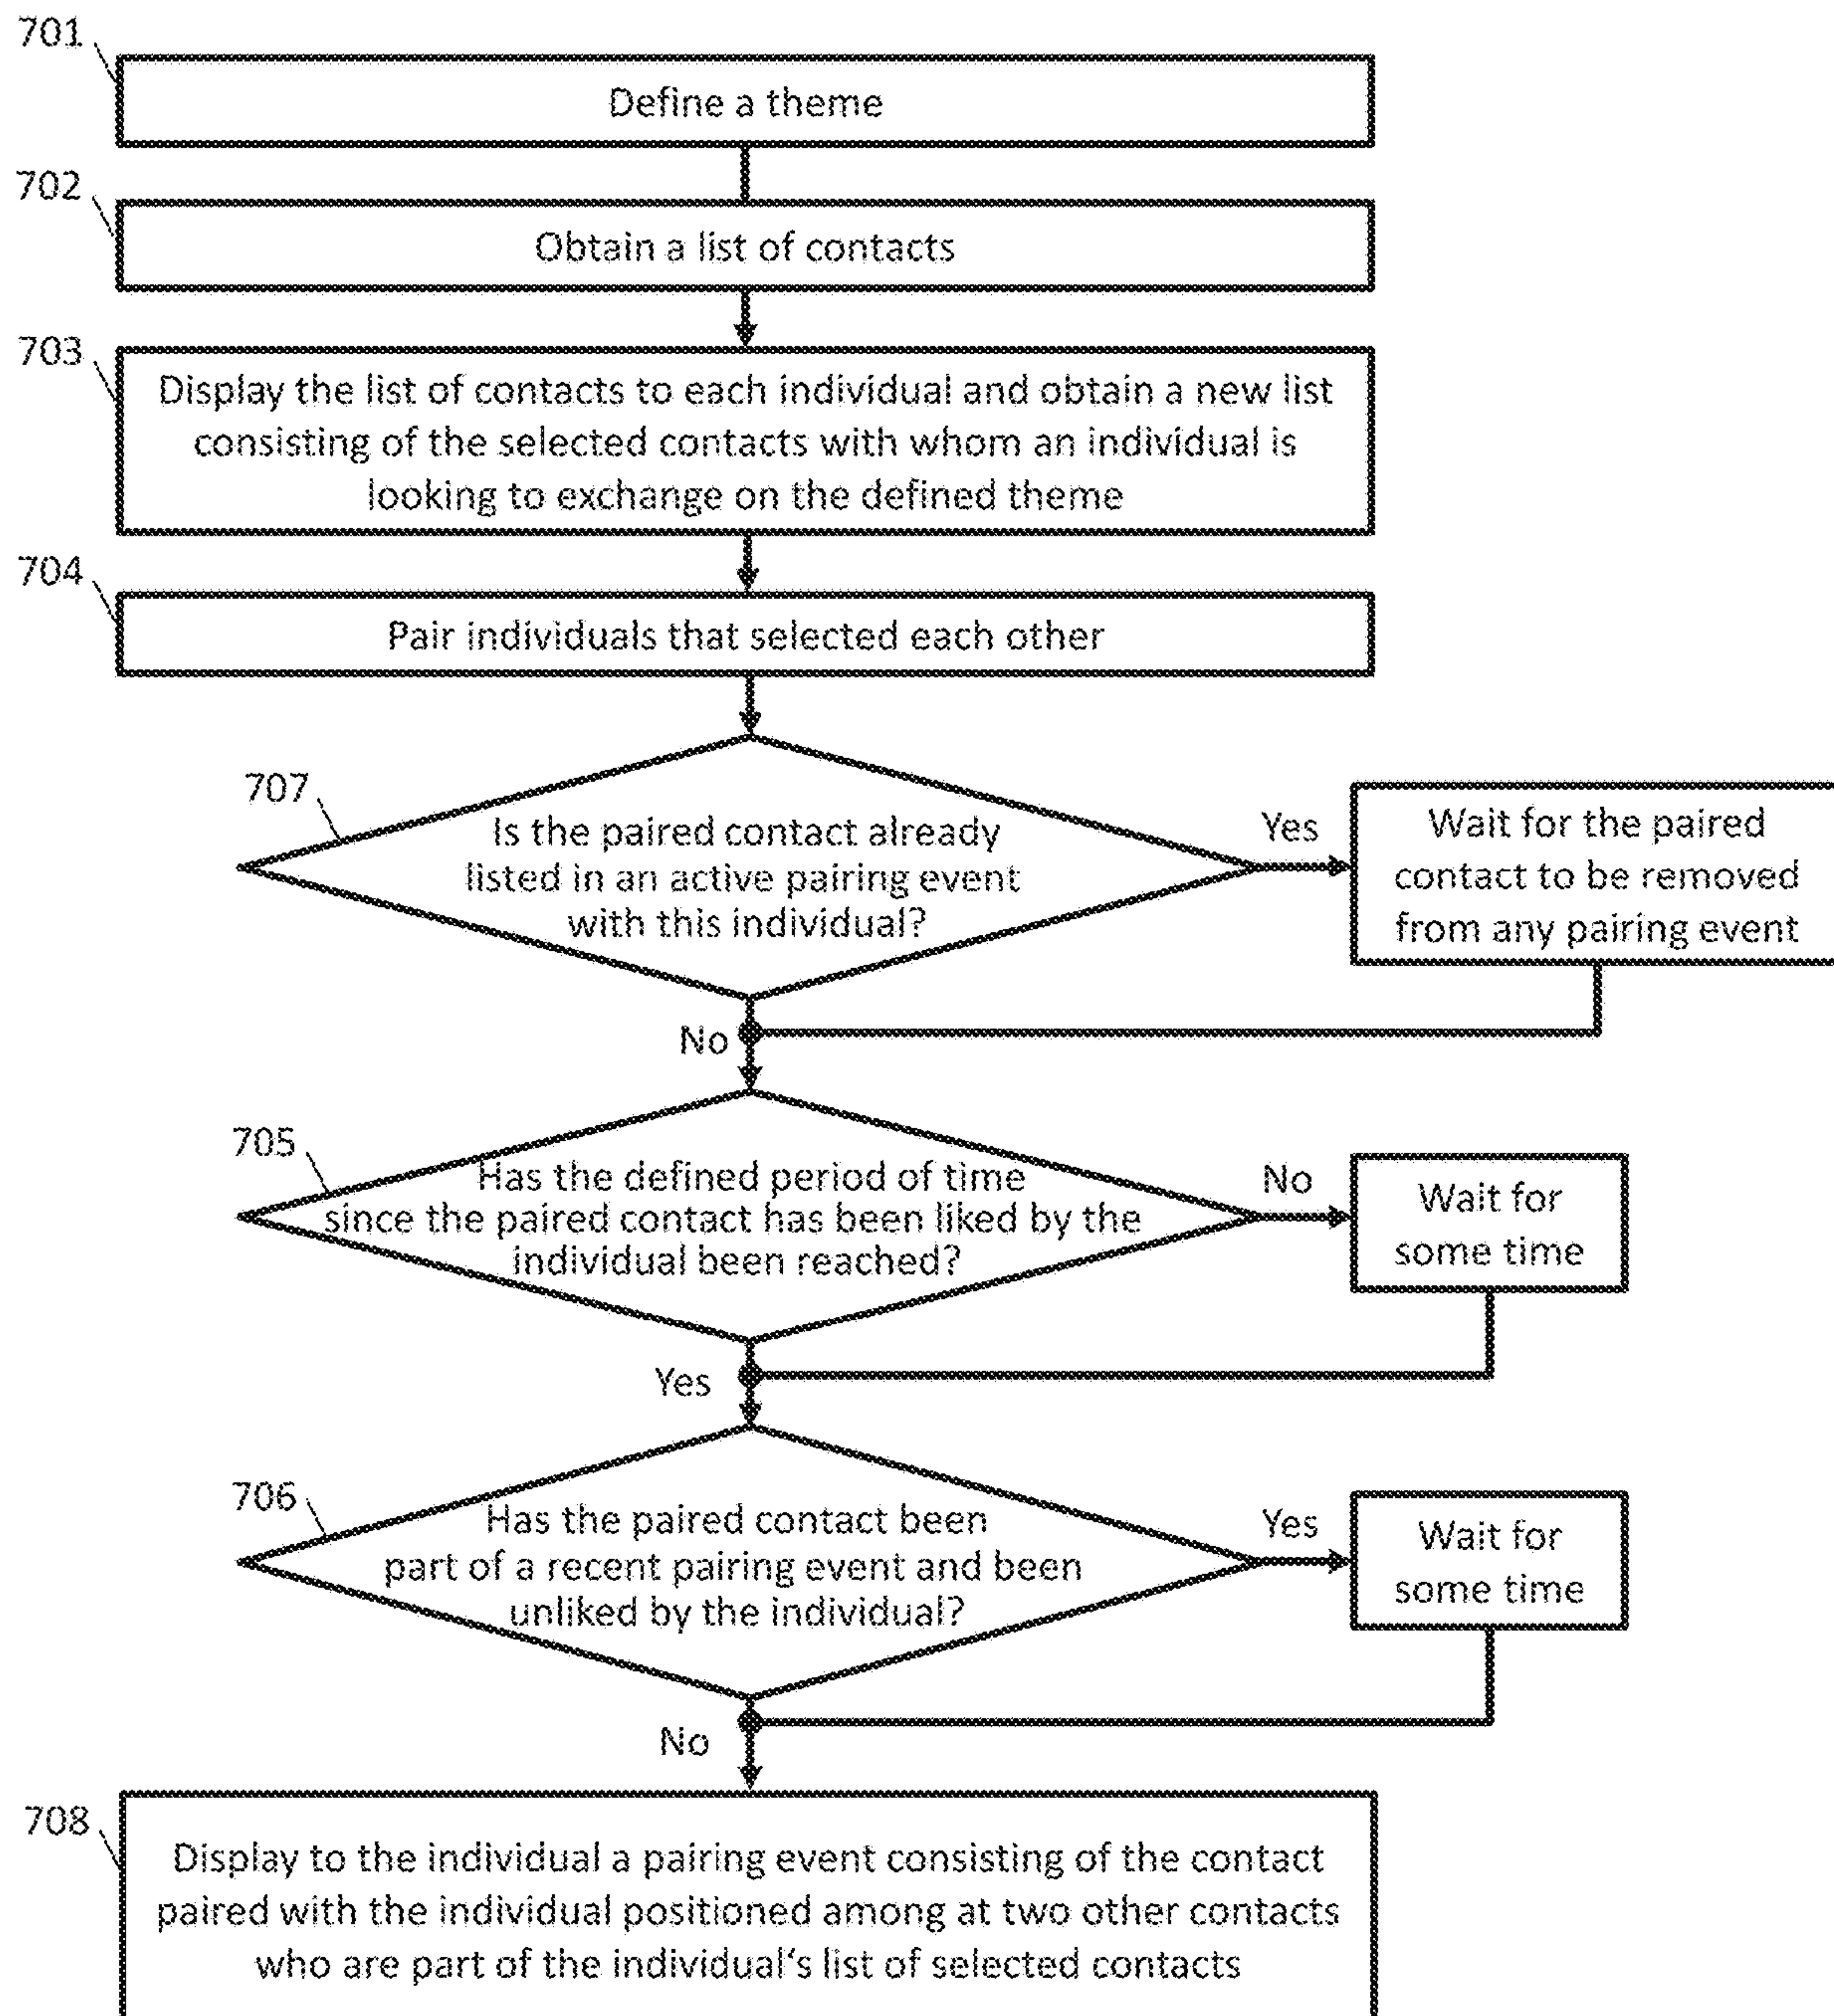 701
Define a theme
702
Obtain a list of contacts
703
Display the list of contacts to each individual and obtain a new list
consisting of the selected contacts with whom an individual is
looking to exchange on the defined theme
704
Pair individuals that selected each other
707
Is the paired contact already
listed in an active pairing event
with this individual?
Yes
Wait for the paired
contact to be removed
from any pairing event
No
705
Has the defined period of time
since the paired contact has been liked by the
individual been reached?
No
Wait for
some time
Yes
706
Has the paired contact been
part of a recent pairing event and been
unliked by the individual?
Yes
Wait for
some time
No
708
Display to the individual a pairing event consisting of the contact
paired with the individual positioned among at two other contacts
who are part of the individual‘s list of selected contacts